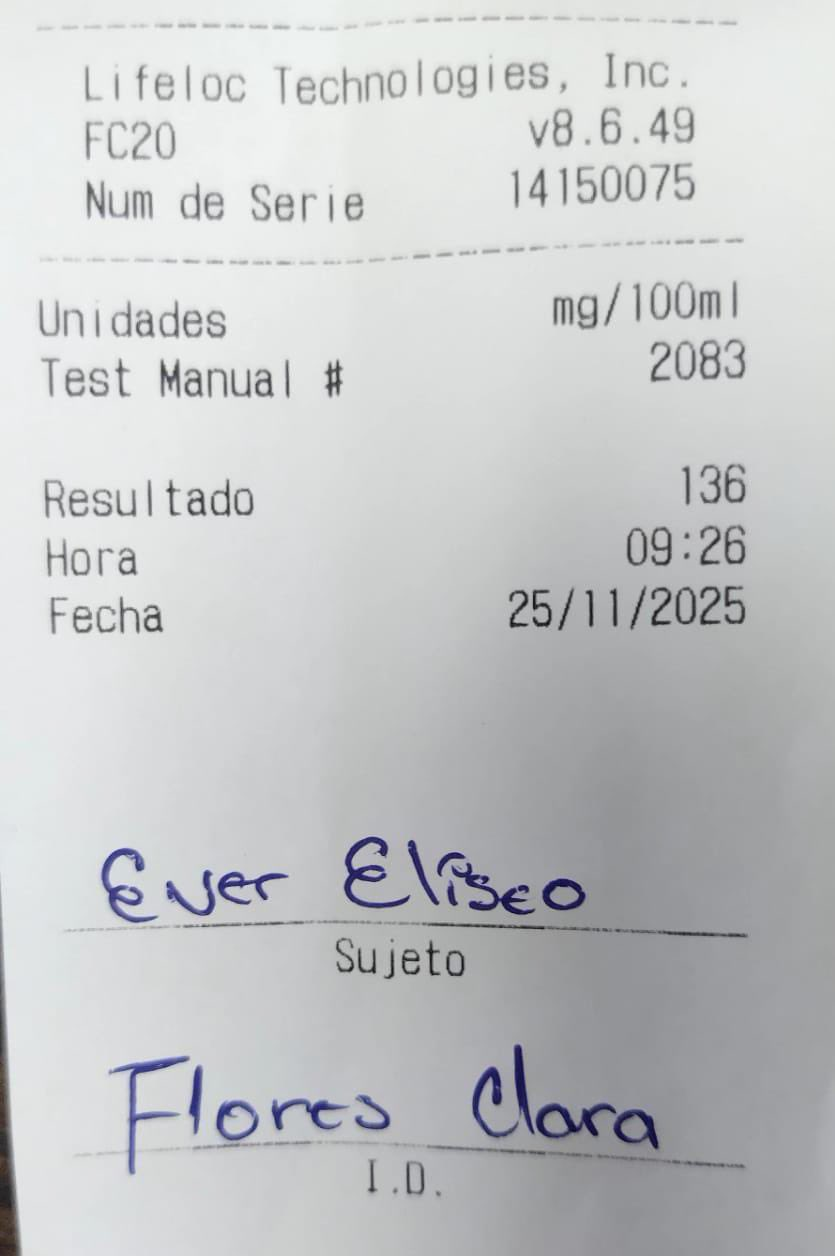 Lifeloc Technologies, Inc.
FC20 v8.6.49
Num de Serie 14150075
Unidades mg/100ml
Test Manual # 2083
Resultado 136
Hora 09:26
Fecha 25/11/2025
Ever Eliseo
Sujeto
Flores Clara
I.D.